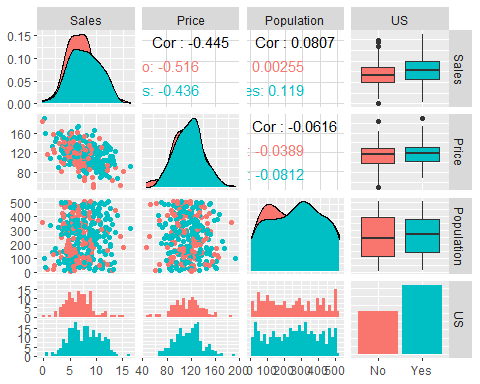 Sales Price Population US
0.15
0.10
0.05
0.00
Cor : -0.445
o: -0.516
s: -0.436
Cor : 0.0807
0.00255
es: 0.119
Sales
160
120
80
Cor : -0.0616
-0.0389
-0.0812
Price
500
400
300
200
100
0
Population
15
10
5
0
15
10
5
0
US
0 5 10 15
40 80 120 160 200
0 100 200 300 400 500
No Yes